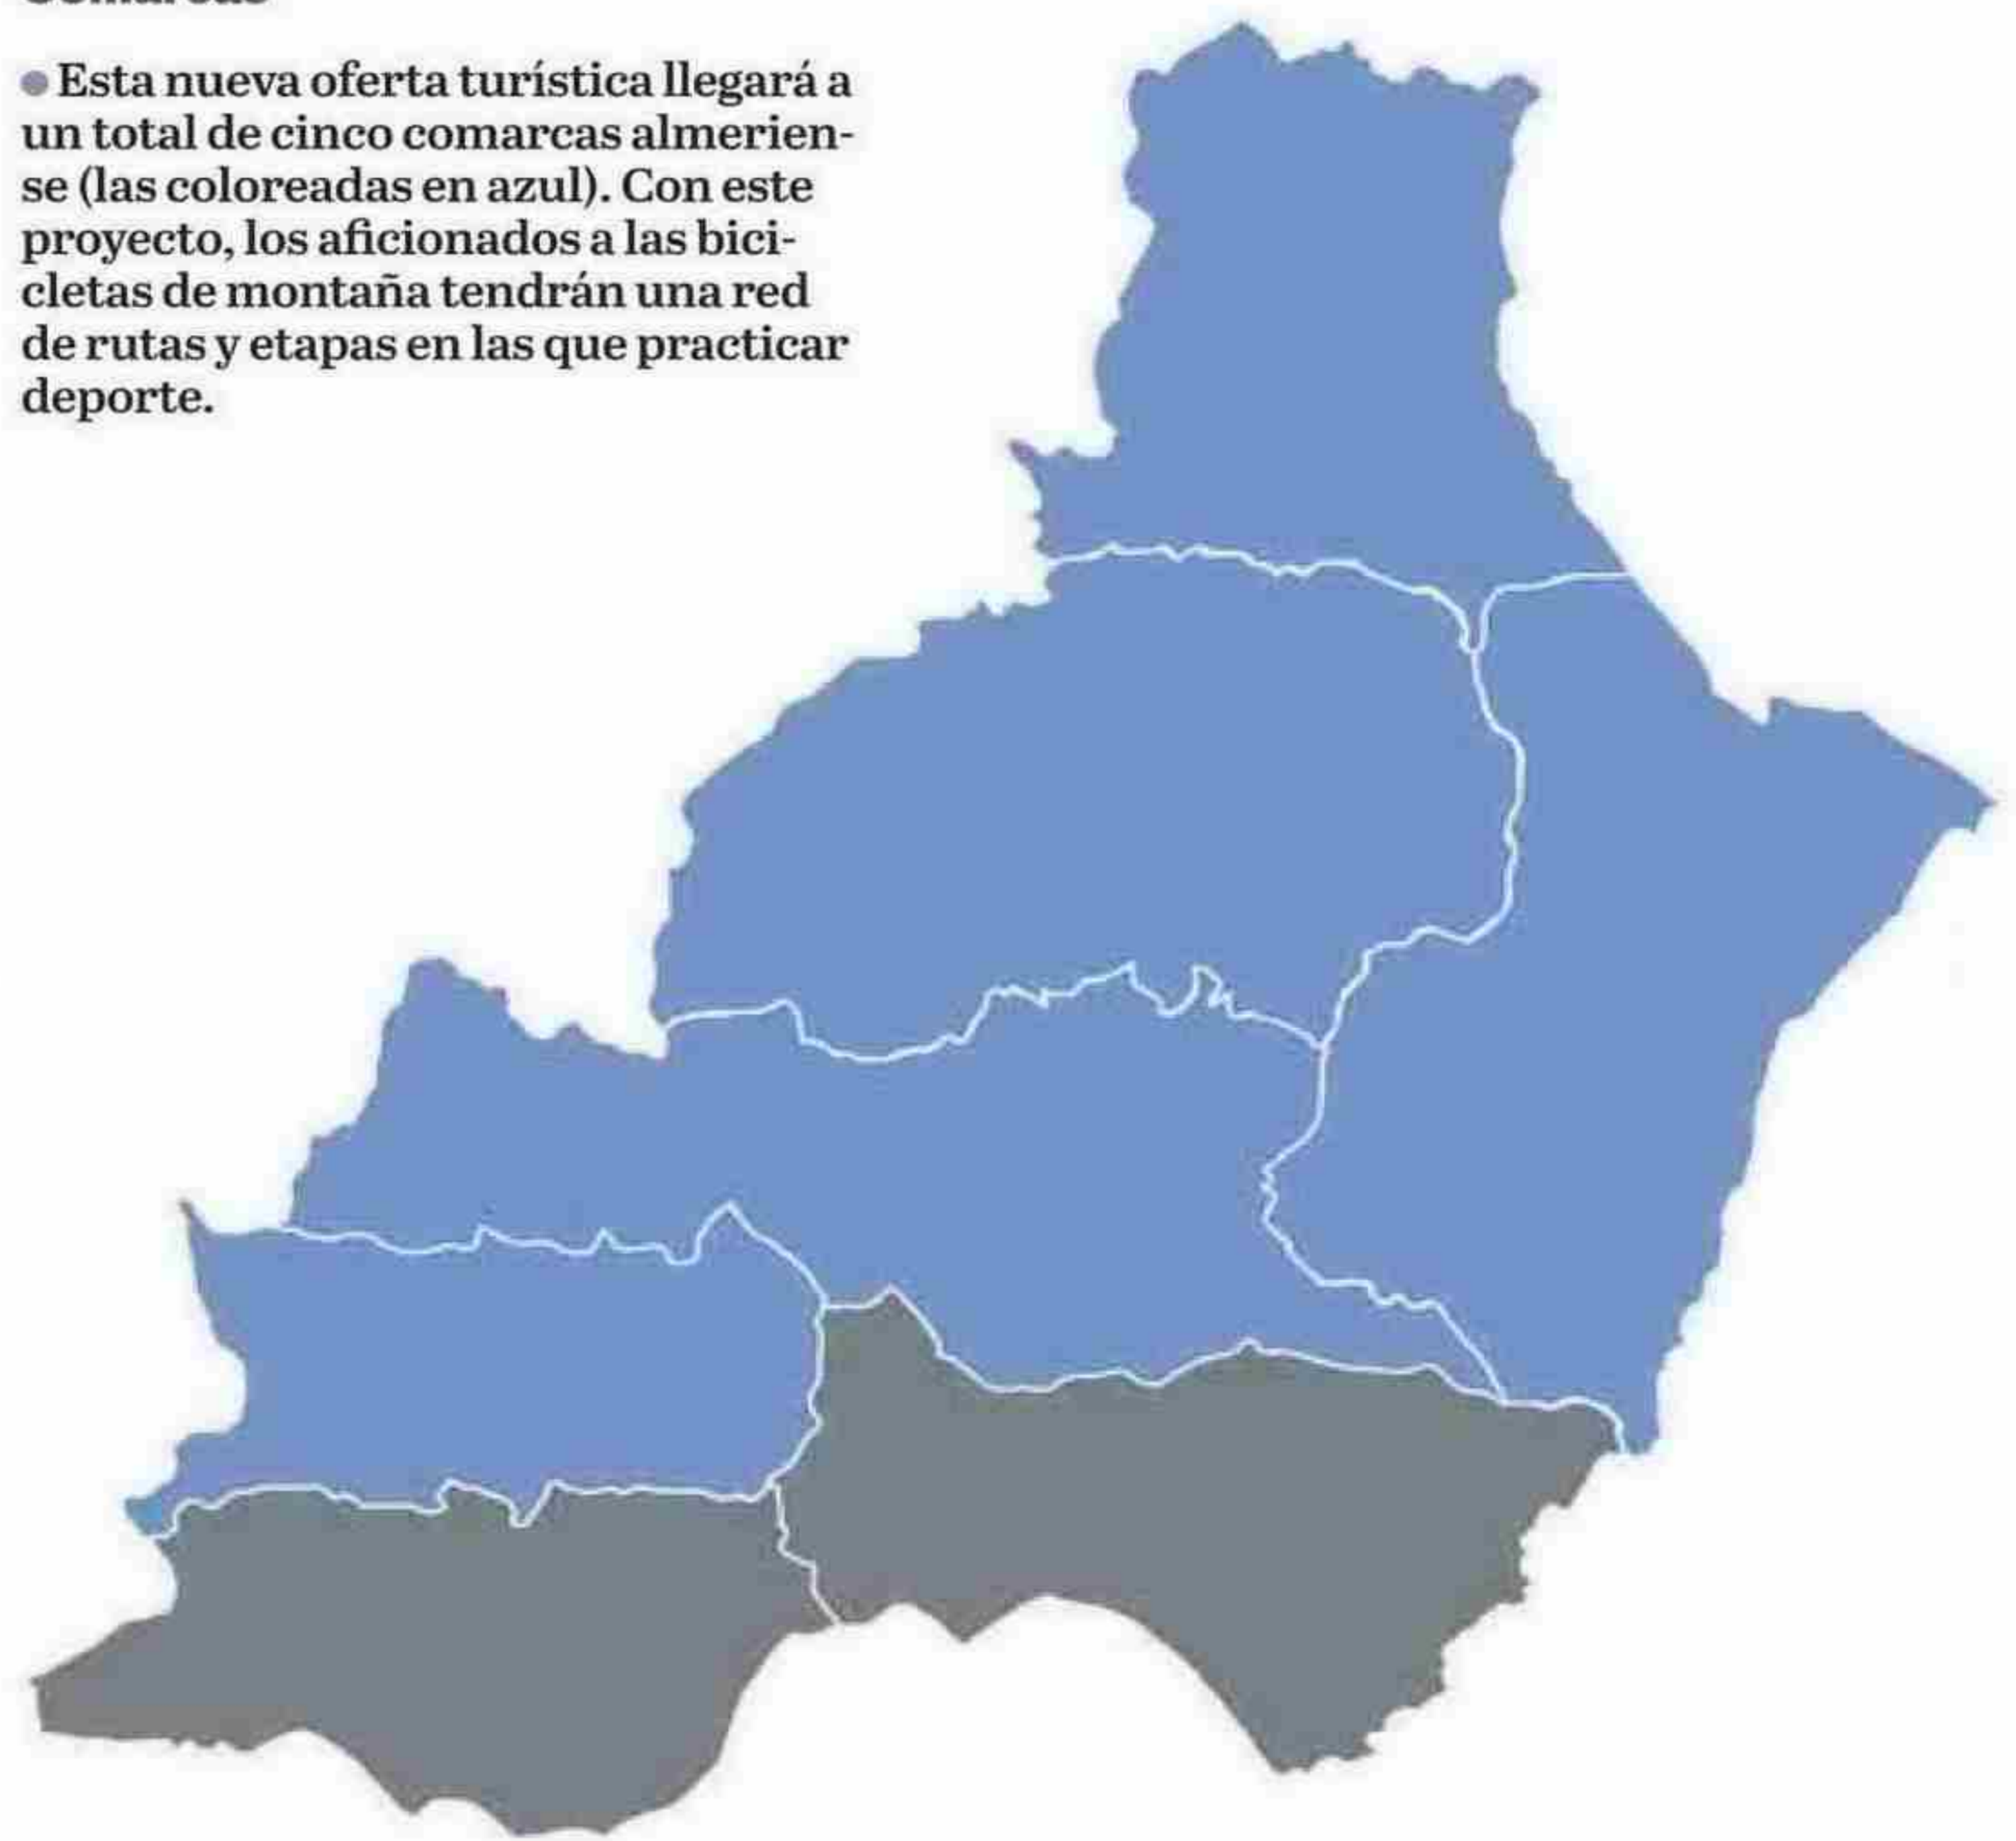 Comarcas
● Esta nueva oferta turística llegará a
un total de cinco comarcas almerien-
se (las coloreadas en azul). Con este
proyecto, los aficionados a las bici-
cletas de montaña tendrán una red
de rutas y etapas en las que practicar
deporte.